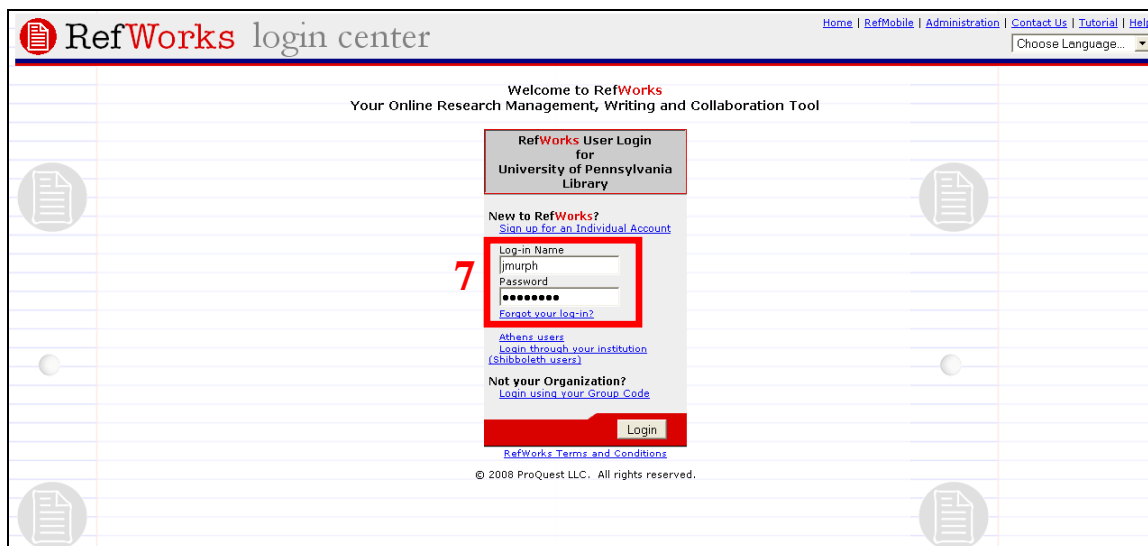 RefWorks login center
Home | RefMobile | Administration | Contact Us | Tutorial | Help
Choose Language...
Welcome to RefWorks
Your Online Research Management, Writing and Collaboration Tool
RefWorks User Login
for
University of Pennsylvania
Library
New to RefWorks?
Sign up for an Individual Account
7
Log-in Name
jmurph
Password
••••••••
Forgot your log-in?
Athens users
Login through your institution
(Shibboleth users)
Not your Organization?
Login using your Group Code
Login
RefWorks Terms and Conditions
© 2008 ProQuest LLC. All rights reserved.